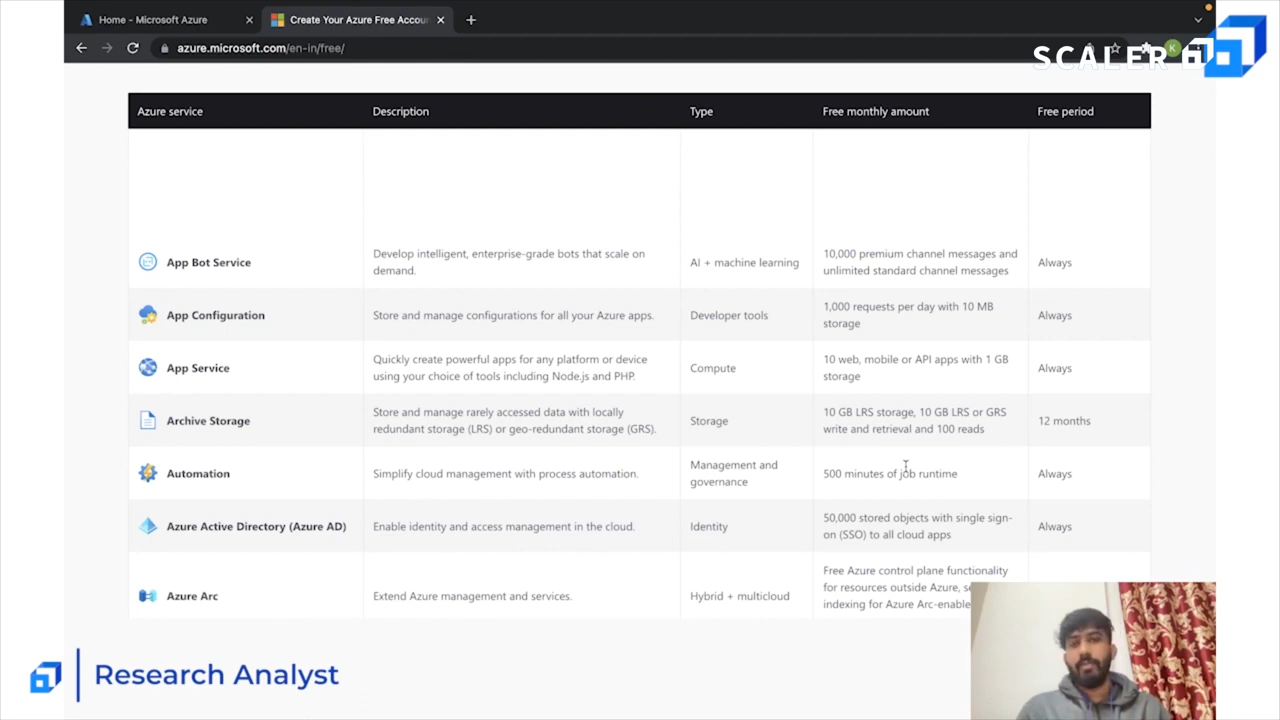 Home - Microsoft Azure
Create Your Azure Free Accou
azure.microsoft.com/en-in/free/
K
SCALER
Azure service Description Type Free monthly amount Free period
App Bot Service
Develop intelligent, enterprise-grade bots that scale on
demand.
AI + machine learning
10,000 premium channel messages and
unlimited standard channel messages
Always
App Configuration
Store and manage configurations for all your Azure apps.
Developer tools
1,000 requests per day with 10 MB
storage
Always
App Service
Quickly create powerful apps for any platform or device
using your choice of tools including Node.js and PHP.
Compute
10 web, mobile or API apps with 1 GB
storage
Always
Archive Storage
Store and manage rarely accessed data with locally
redundant storage (LRS) or geo-redundant storage (GRS).
Storage
10 GB LRS storage, 10 GB LRS or GRS
write and retrieval and 100 reads
12 months
Automation
Simplify cloud management with process automation.
Management and
governance
500 minutes of job runtime
Always
Azure Active Directory (Azure AD)
Enable identity and access management in the cloud.
Identity
50,000 stored objects with single sign-
on (SSO) to all cloud apps
Always
Azure Arc
Extend Azure management and services.
Hybrid + multicloud
Free Azure control plane functionality
for resources outside Azure,
indexing for Azure Arc-enable
Research Analyst